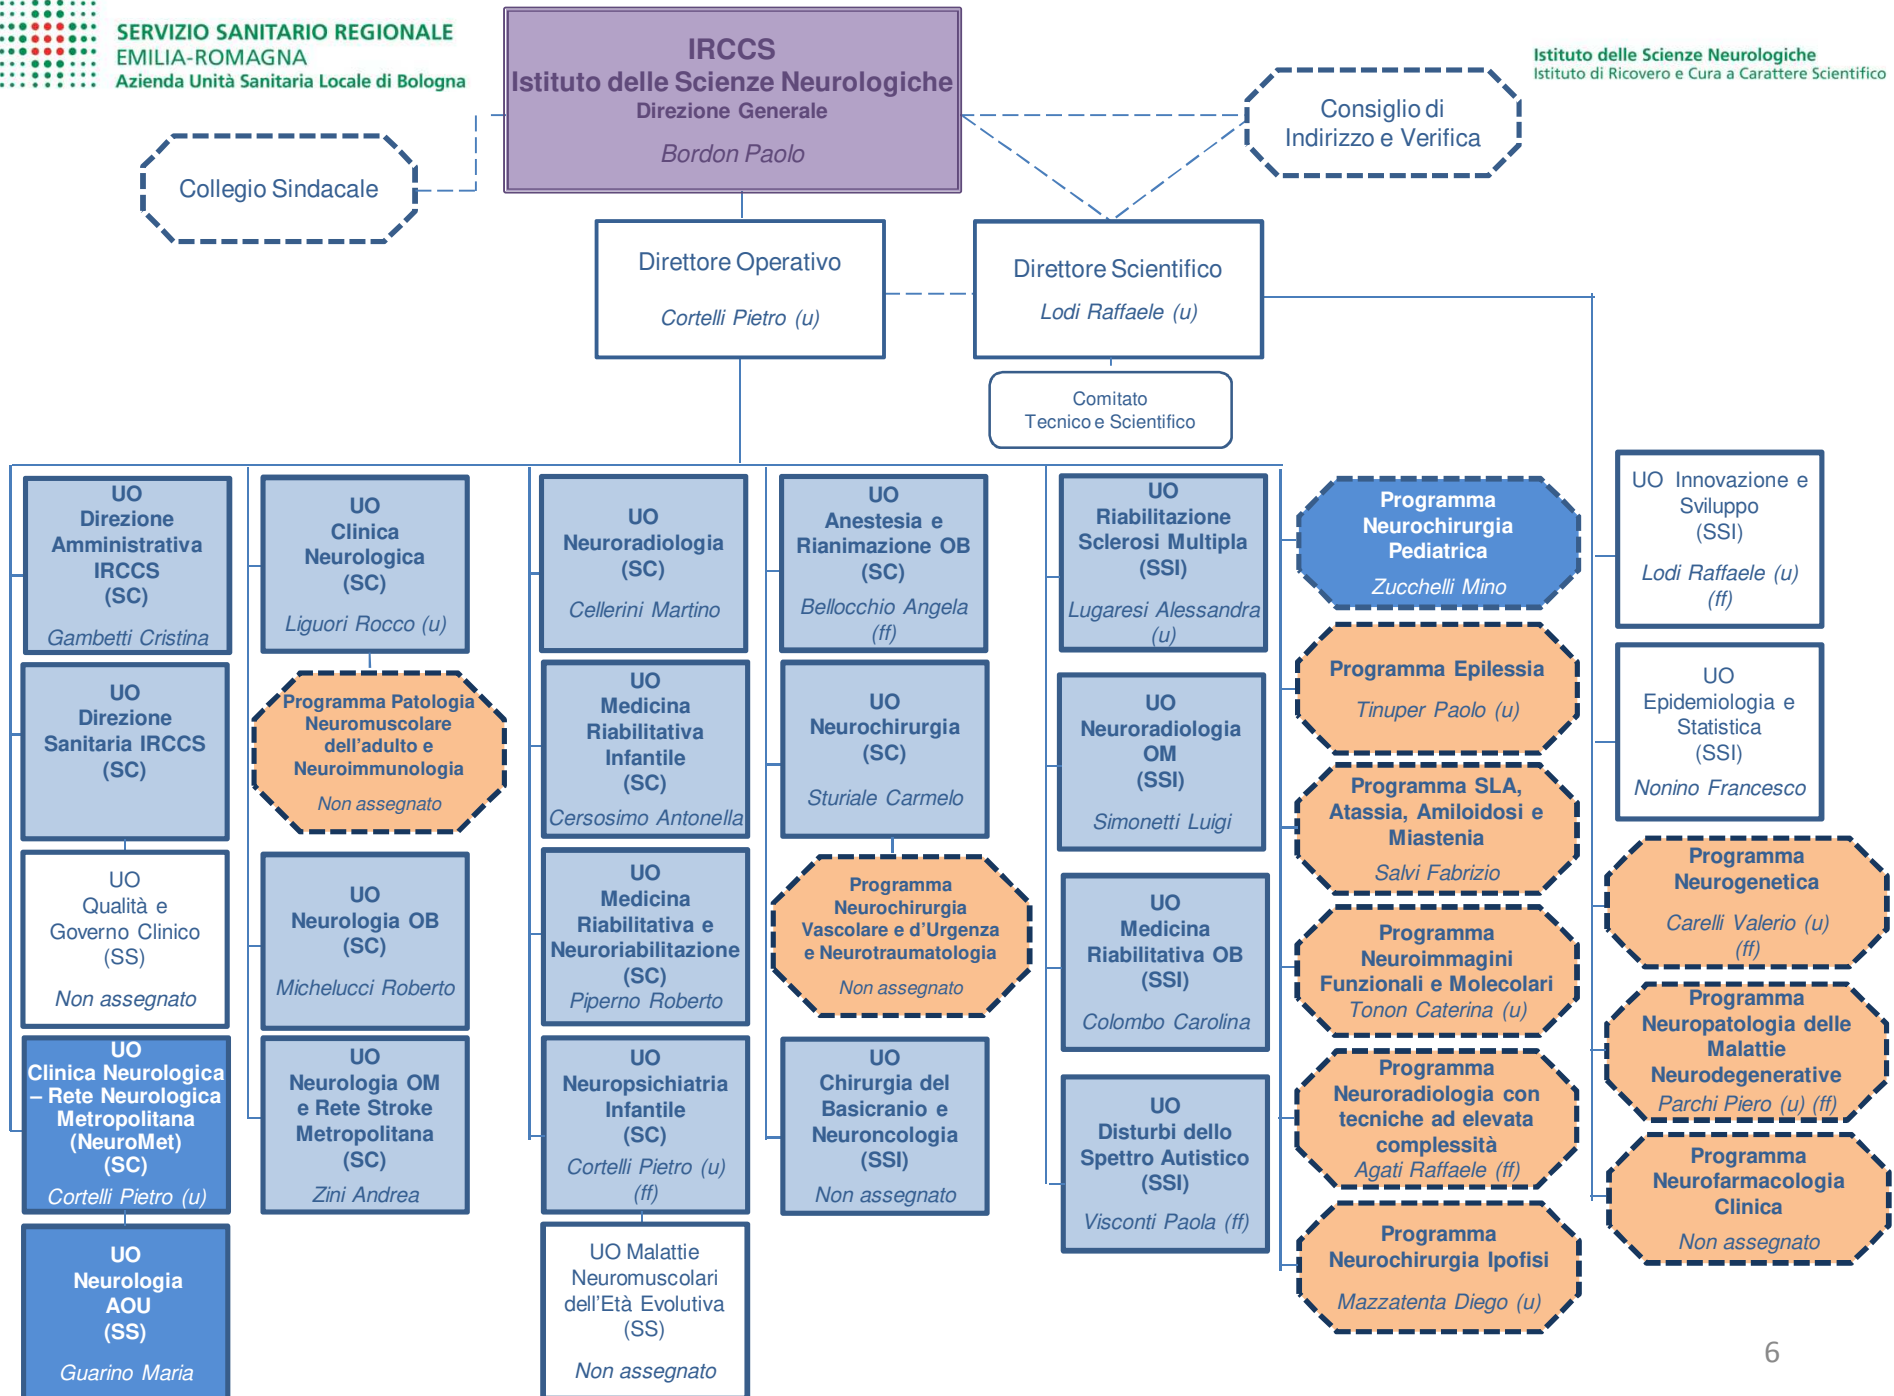 SERVIZIO SANITARIO REGIONALE
EMILIA-ROMAGNA
Azienda Unità Sanitaria Locale di Bologna
IRCCS
Istituto delle Scienze Neurologiche
Direzione Generale
Bordon Paolo
Istituto delle Scienze Neurologiche
Istituto di Ricovero e Cura a Carattere Scientifico
Consiglio di
Indirizzo e Verifica
Collegio Sindacale
Direttore Operativo
Cortelli Pietro (u)
Direttore Scientifico
Lodi Raffaele (u)
Comitato
Tecnico e Scientifico
UO
Direzione
Amministrativa
IRCCS
(SC)
Gambetti Cristina
UO
Direzione
Sanitaria IRCCS
(SC)
UO
Qualità e
Governo Clinico
(SS)
Non assegnato
UO
Clinica Neurologica
– Rete Neurologica
Metropolitana
(NeuroMet)
(SC)
Cortelli Pietro (u)
UO
Neurologia
AOU
(SS)
Guarino Maria
UO
Clinica
Neurologica
(SC)
Liguori Rocco (u)
Programma Patologia
Neuromuscolare
dell'adulto e
Neuroimmunologia
Non assegnato
UO
Neurologia OB
(SC)
Michelucci Roberto
UO
Neurologia OM
e Rete Stroke
Metropolitana
(SC)
Zini Andrea
UO
Neuroradiologia
(SC)
Cellerini Martino
UO
Medicina
Riabilitativa
Infantile
(SC)
Cersosimo Antonella
UO
Medicina
Riabilitativa e
Neuroriabilitazione
(SC)
Piperno Roberto
UO
Neuropsichiatria
Infantile
(SC)
Cortelli Pietro (u)
(ff)
UO Malattie
Neuromuscolari
dell'Età Evolutiva
(SS)
Non assegnato
UO
Anestesia e
Rianimazione OB
(SC)
Bellocchio Angela
(ff)
UO
Neurochirurgia
(SC)
Sturiale Carmelo
Programma
Neurochirurgia
Vascolare e d'Urgenza
e Neurotraumatologia
Non assegnato
UO
Chirurgia del
Basicranio e
Neuroncologia
(SSI)
Non assegnato
UO
Riabilitazione
Sclerosi Multipla
(SSI)
Lugaresi Alessandra
(u)
UO
Neuroradiologia
OM
(SSI)
Simonetti Luigi
UO
Medicina
Riabilitativa OB
(SSI)
Colombo Carolina
UO
Disturbi dello
Spettro Autistico
(SSI)
Visconti Paola (ff)
Programma
Neurochirurgia
Pediatrica
Zucchelli Mino
Programma Epilessia
Tinuper Paolo (u)
Programma SLA,
Atassia, Amiloidosi e
Miastenia
Salvi Fabrizio
Programma
Neuroimmagini
Funzionali e Molecolari
Tonon Caterina (u)
Programma
Neuroradiologia con
tecniche ad elevata
complessità
Agati Raffaele (ff)
Programma
Neurochirurgia Ipofisi
Mazzatenta Diego (u)
UO Innovazione e
Sviluppo
(SSI)
Lodi Raffaele (u)
(ff)
UO
Epidemiologia e
Statistica
(SSI)
Nonino Francesco
Programma
Neurogenetica
Carelli Valerio (u)
(ff)
Programma
Neuropatologia delle
Malattie
Neurodegenerative
Parchi Piero (u) (ff)
Programma
Neurofarmacologia
Clinica
Non assegnato
6